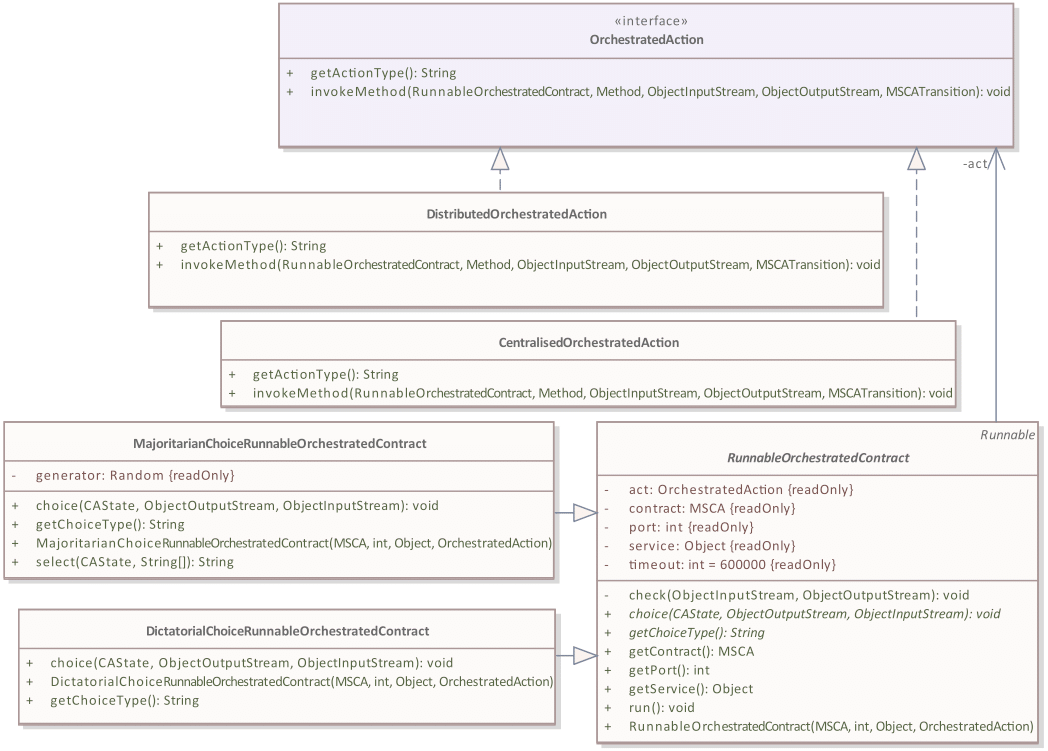 «interface»
OrchestratedAction
+ getActionType(): String
+ invokeMethod(RunnableOrchestratedContract, Method, ObjectInputStream, ObjectOutputStream, MSCATransition): void
-act
DistributedOrchestratedAction
+ getActionType(): String
+ invokeMethod(RunnableOrchestratedContract, Method, ObjectInputStream, ObjectOutputStream, MSCATransition): void
CentralisedOrchestratedAction
+ getActionType(): String
+ invokeMethod(RunnableOrchestratedContract, Method, ObjectInputStream, ObjectOutputStream, MSCATransition): void
MajoritarianChoiceRunnableOrchestratedContract
- generator: Random {readOnly}
+ choice(CAState, ObjectOutputStream, ObjectInputStream): void
+ getChoiceType(): String
+ MajoritarianChoiceRunnableOrchestratedContract(MSCA, int, Object, OrchestratedAction)
+ select(CAState, String[]): String
DictatorialChoiceRunnableOrchestratedContract
+ choice(CAState, ObjectOutputStream, ObjectInputStream): void
+ DictatorialChoiceRunnableOrchestratedContract(MSCA, int, Object, OrchestratedAction)
+ getChoiceType(): String
Runnable
RunnableOrchestratedContract
- act: OrchestratedAction {readOnly}
- contract: MSCA {readOnly}
- port: int {readOnly}
- service: Object {readOnly}
- timeout: int = 600000 {readOnly}
- check(ObjectInputStream, ObjectOutputStream): void
+ choice(CAState, ObjectOutputStream, ObjectInputStream): void
+ getChoiceType(): String
+ getContract(): MSCA
+ getPort(): int
+ getService(): Object
+ run(): void
+ RunnableOrchestratedContract(MSCA, int, Object, OrchestratedAction)